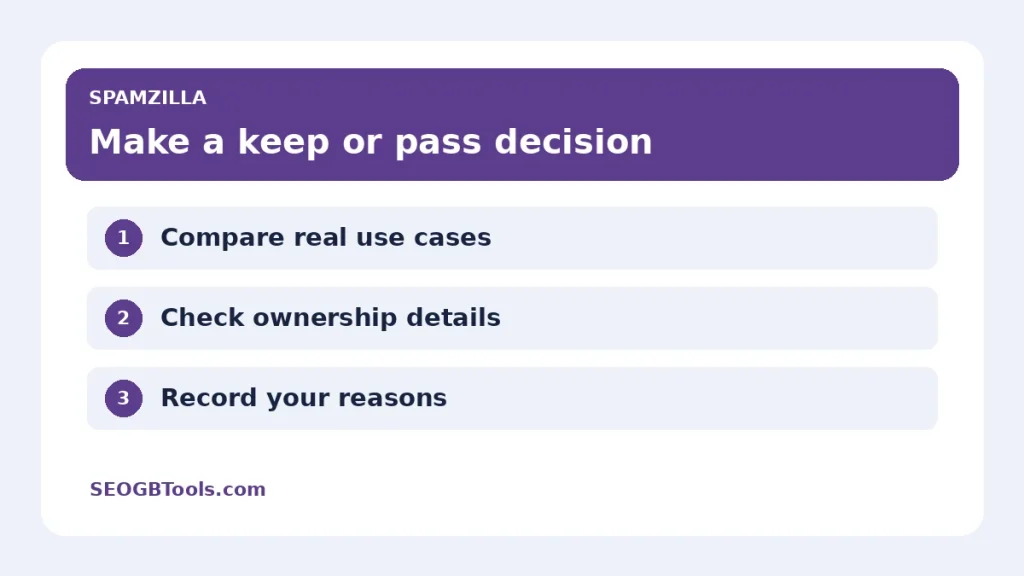 SPAMZILLA
Make a keep or pass decision
1 Compare real use cases
2 Check ownership details
3 Record your reasons
SEOGBTools.com